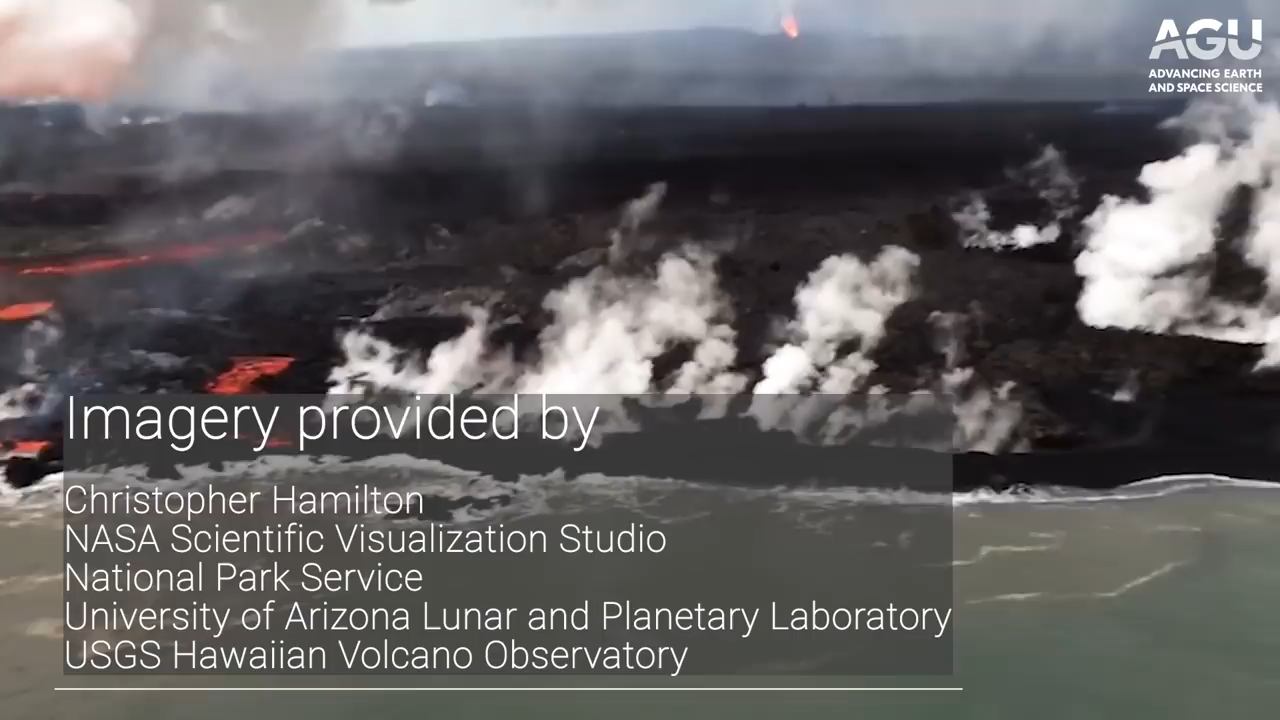 AGU
ADVANCING EARTH
AND SPACE SCIENCE
Imagery provided by
Christopher Hamilton
NASA Scientific Visualization Studio
National Park Service
University of Arizona Lunar and Planetary Laboratory
USGS Hawaiian Volcano Observatory